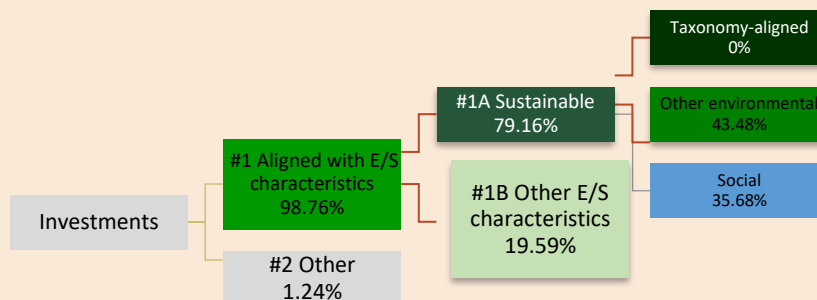 Taxonomy-aligned
0%
#1A Sustainable
79.16%
Other environmental
43.48%
#1 Aligned with E/S
characteristics
98.76%
#1B Other E/S
characteristics
19.59%
Social
35.68%
Investments
#2 Other
1.24%